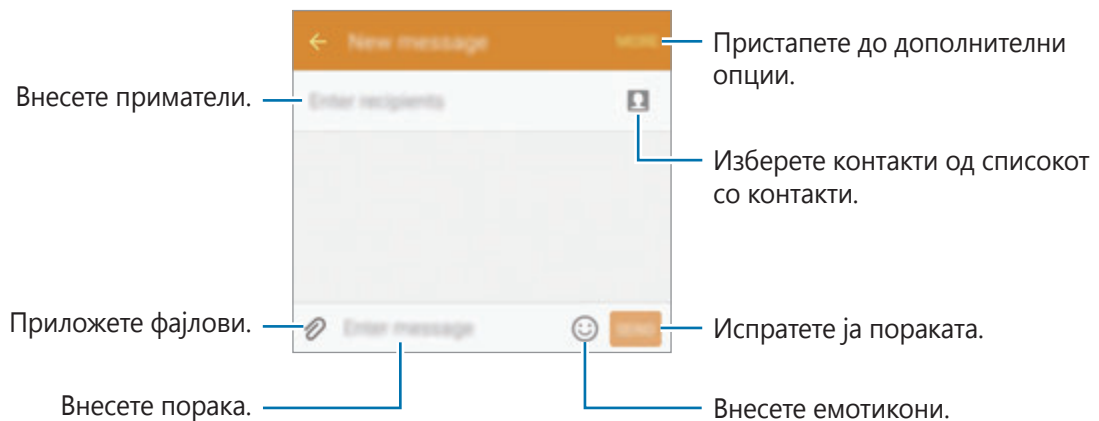 New message
MORE
Пристапете до дополнителни
опции.
Внесете приматели.
Enter recipients
Изберете контакти од списокот
со контакти.
Приложете фајлови.
Enter message
SEND
Испратете ја пораката.
Внесете порака.
Внесете емотикони.